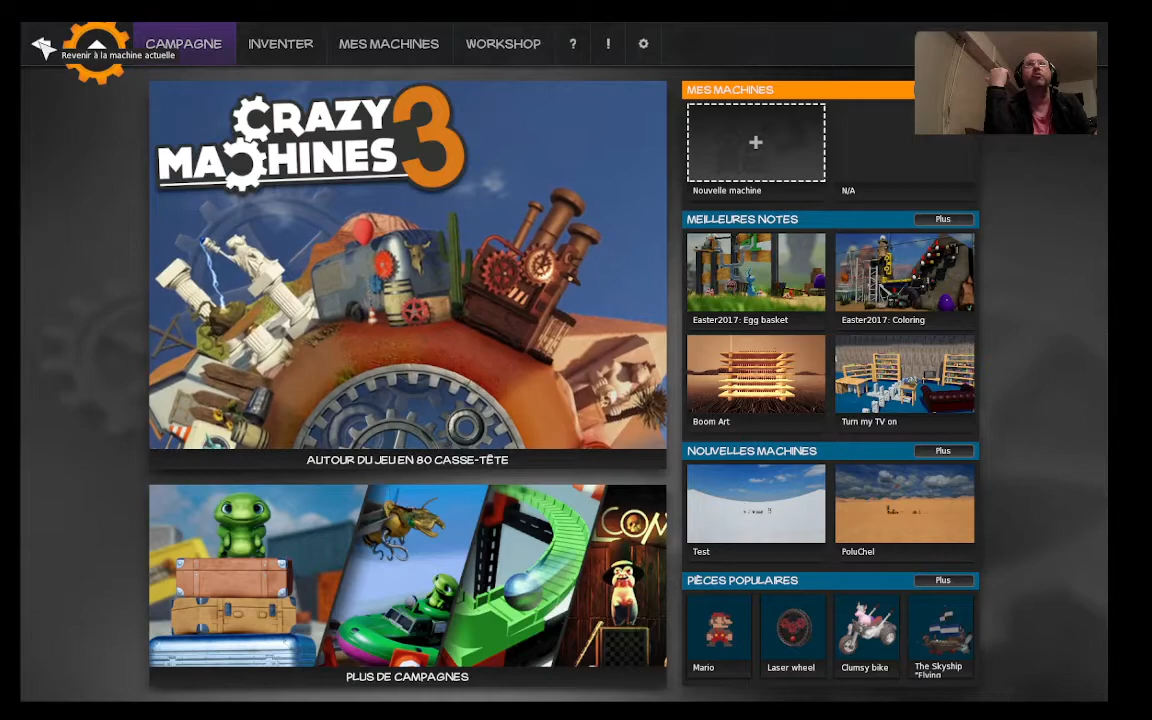 Revenir à la machine actuelle
CAMPAGNE
INVENTER
MES MACHINES
WORKSHOP
?
!
CRAZY
MACHINES 3
AUTOUR DU JEU EN 80 CASSE-TÊTE
COM
PLUS DE CAMPAGNES
MES MACHINES
+
Nouvelle machine
N/A
MEILLEURES NOTES
Plus
Easter2017: Egg basket
Easter2017: Coloring
Boom Art
Turn my TV on
NOUVELLES MACHINES
Plus
Test
PoluChel
PIÈCES POPULAIRES
Plus
Mario
Laser wheel
Clumsy bike
The Skyship
"Flying